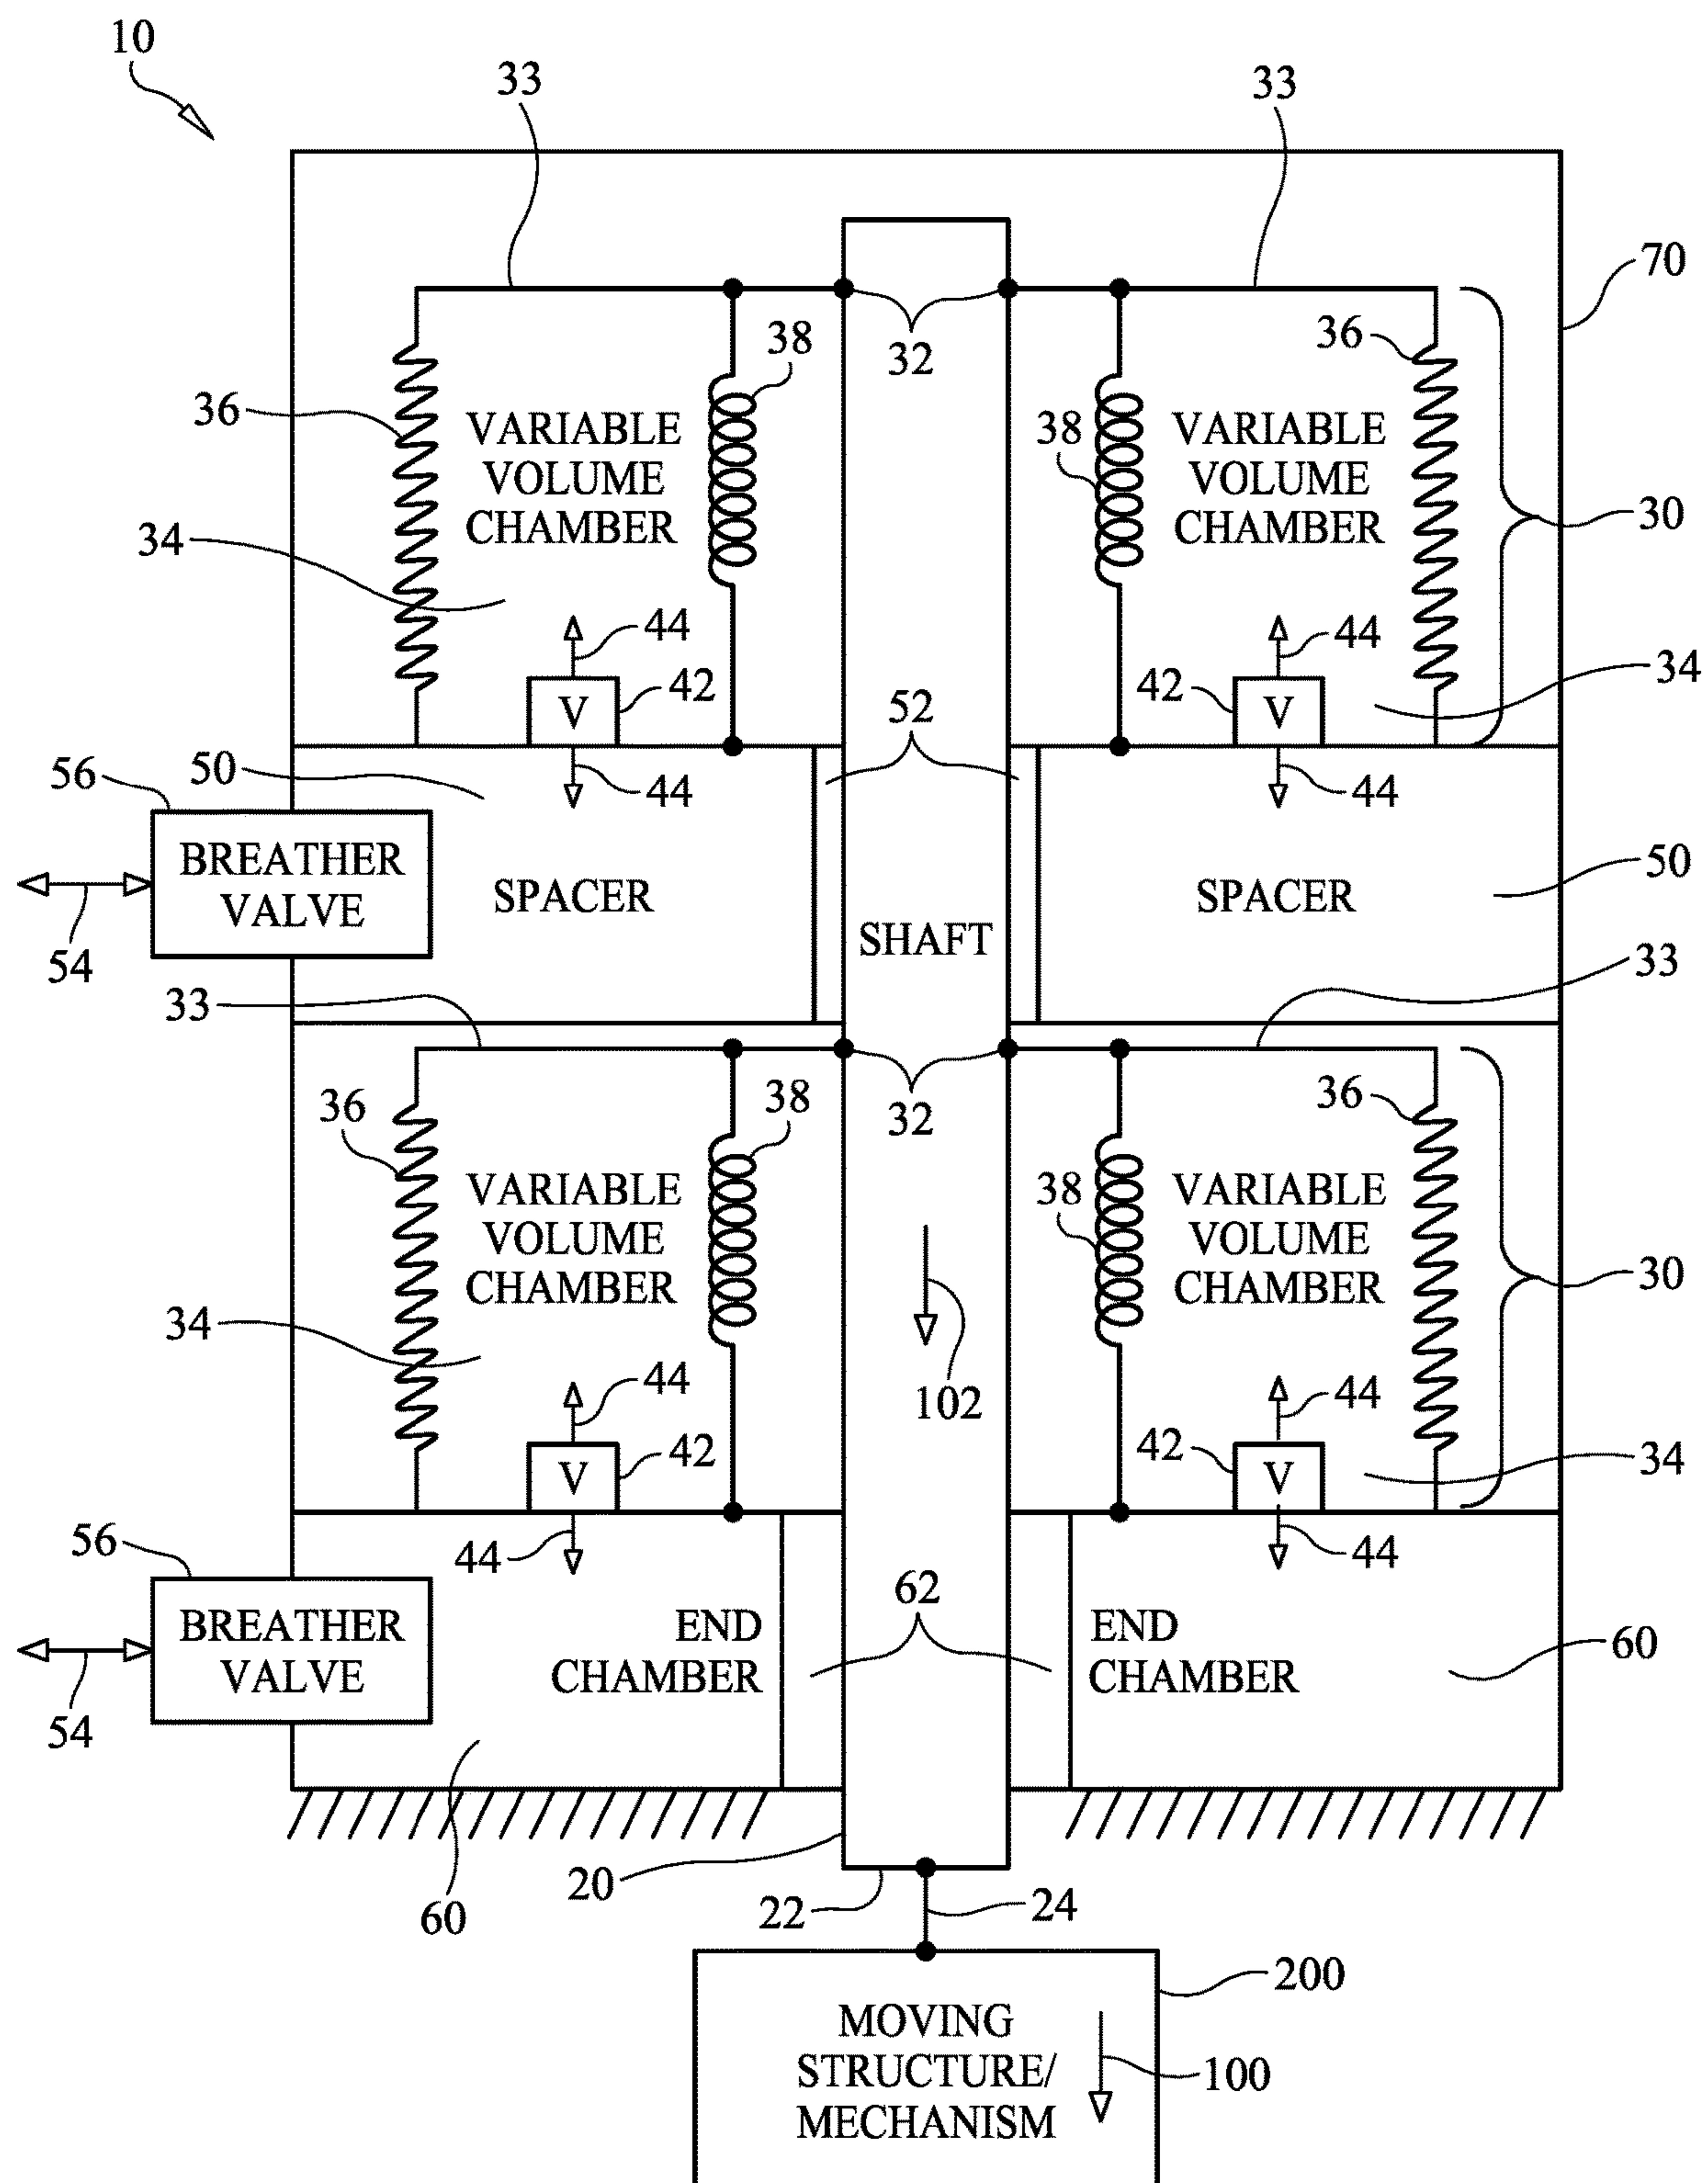 10
33
33
70
32
38
36
36
VARIABLE
VOLUME
CHAMBER
38
VARIABLE
VOLUME
CHAMBER
30
34
44
44
42
V
42
V
34
52
50
44
44
56
BREATHER
VALVE
SPACER
SHAFT
SPACER
50
54
33
33
36
38
32
36
VARIABLE
VOLUME
CHAMBER
38
VARIABLE
VOLUME
CHAMBER
30
34
44
102
44
42
V
42
V
34
56
44
44
62
BREATHER
VALVE
END
CHAMBER
END
CHAMBER
60
54
20
22
24
60
200
MOVING
STRUCTURE/
MECHANISM
100